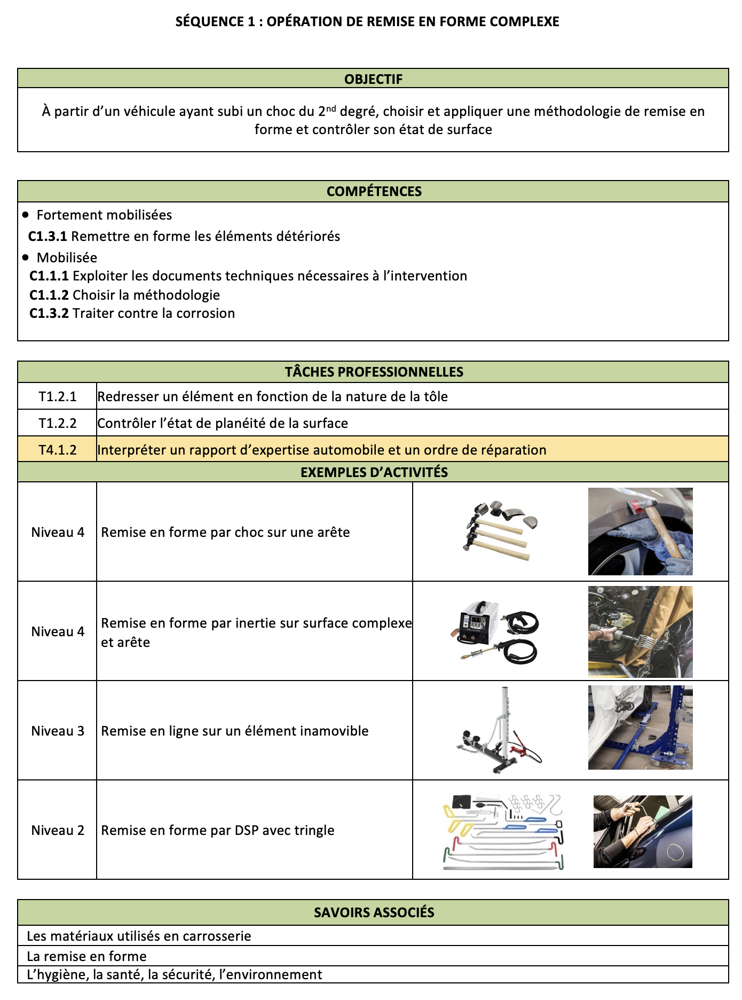 SÉQUENCE 1 : OPÉRATION DE REMISE EN FORME COMPLEXE
OBJECTIF
À partir d’un véhicule ayant subi un choc du 2nd degré, choisir et appliquer une méthodologie de remise en
forme et contrôler son état de surface
COMPÉTENCES
● Fortement mobilisées
C1.3.1 Remettre en forme les éléments détériorés
● Mobilisée
C1.1.1 Exploiter les documents techniques nécessaires à l’intervention
C1.1.2 Choisir la méthodologie
C1.3.2 Traiter contre la corrosion
TÂCHES PROFESSIONNELLES
T1.2.1 Redresser un élément en fonction de la nature de la tôle
T1.2.2 Contrôler l’état de planéité de la surface
T4.1.2 Interpréter un rapport d’expertise automobile et un ordre de réparation
EXEMPLES D’ACTIVITÉS
Niveau 4 Remise en forme par choc sur une arête
Niveau 4 Remise en forme par inertie sur surface complexe
et arête
Niveau 3 Remise en ligne sur un élément inamovible
Niveau 2 Remise en forme par DSP avec tringle
SAVOIRS ASSOCIÉS
Les matériaux utilisés en carrosserie
La remise en forme
L’hygiène, la santé, la sécurité, l’environnement